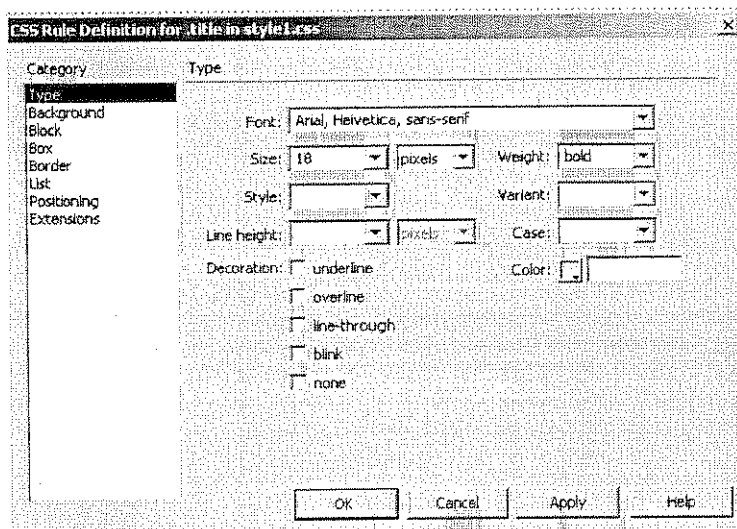 CSS Rule Definition for .title in style1.css
Category
Type
Background
Block
Box
Border
List
Positioning
Extensions
Type
Font: Arial, Helvetica, sans-serif
Size: 18 pixels Weight: bold
Style: Variant:
Line height: pixels Case:
Decoration: underline Color:
overline
line-through
blink
none
OK Cancel Apply Help